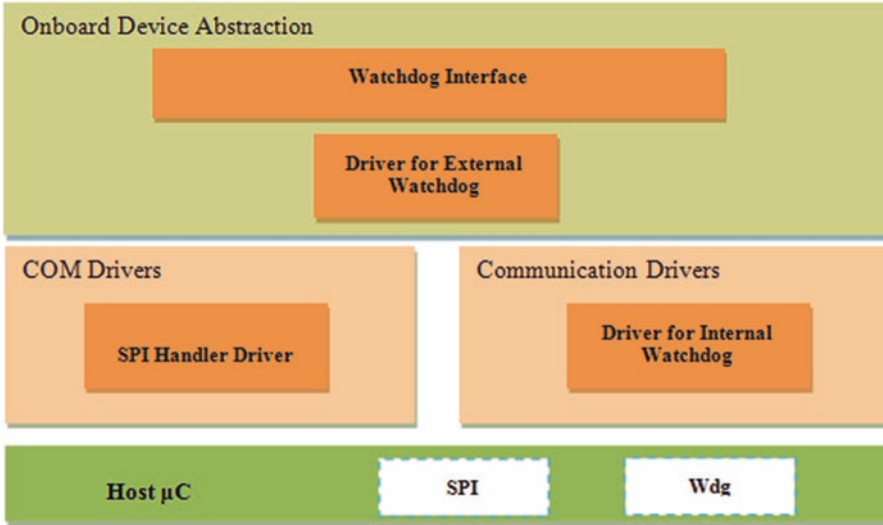 Onboard Device Abstraction
Watchdog Interface
Driver for External
Watchdog
COM Drivers
SPI Handler Driver
Communication Drivers
Driver for Internal
Watchdog
Host µC
SPI
Wdg